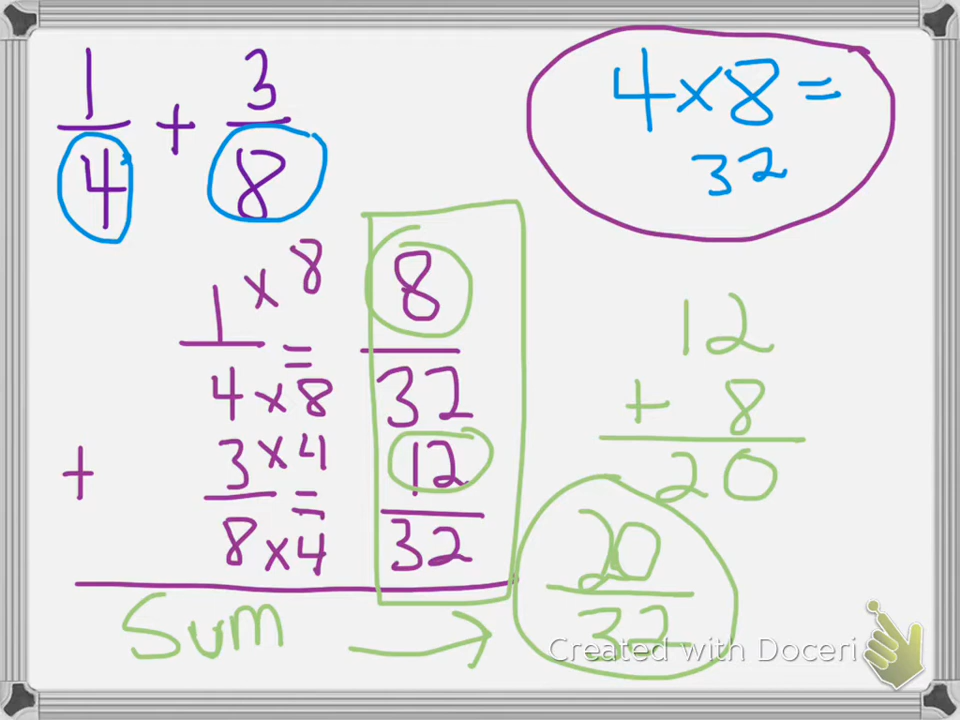 1/4 + 3/8
4 x 8 =
32
1 x 8 / 4 x 8 = 8/32
+ 3 x 4 / 8 x 4 = 12/32
12
+ 8
20
Sum → 20/32
Created with Doceri